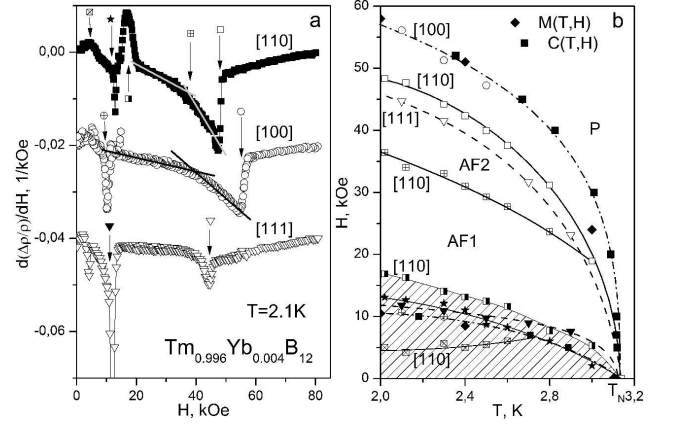 a
[110]
0,00
-0,02
-0,04
-0,06
d(Δρ/ρ)/dH, 1/kOe
[100]
[111]
T=2.1K
Tm0.996Yb0.004B12
0 20 40 60 80
H, kOe
b
60
50
40
30
20
10
0
H, kOe
[100]
M(T,H)
C(T,H)
[110]
[111]
P
AF2
[110]
AF1
[110]
[110]
2,0 2,4 2,8 TN 3,2
T, K